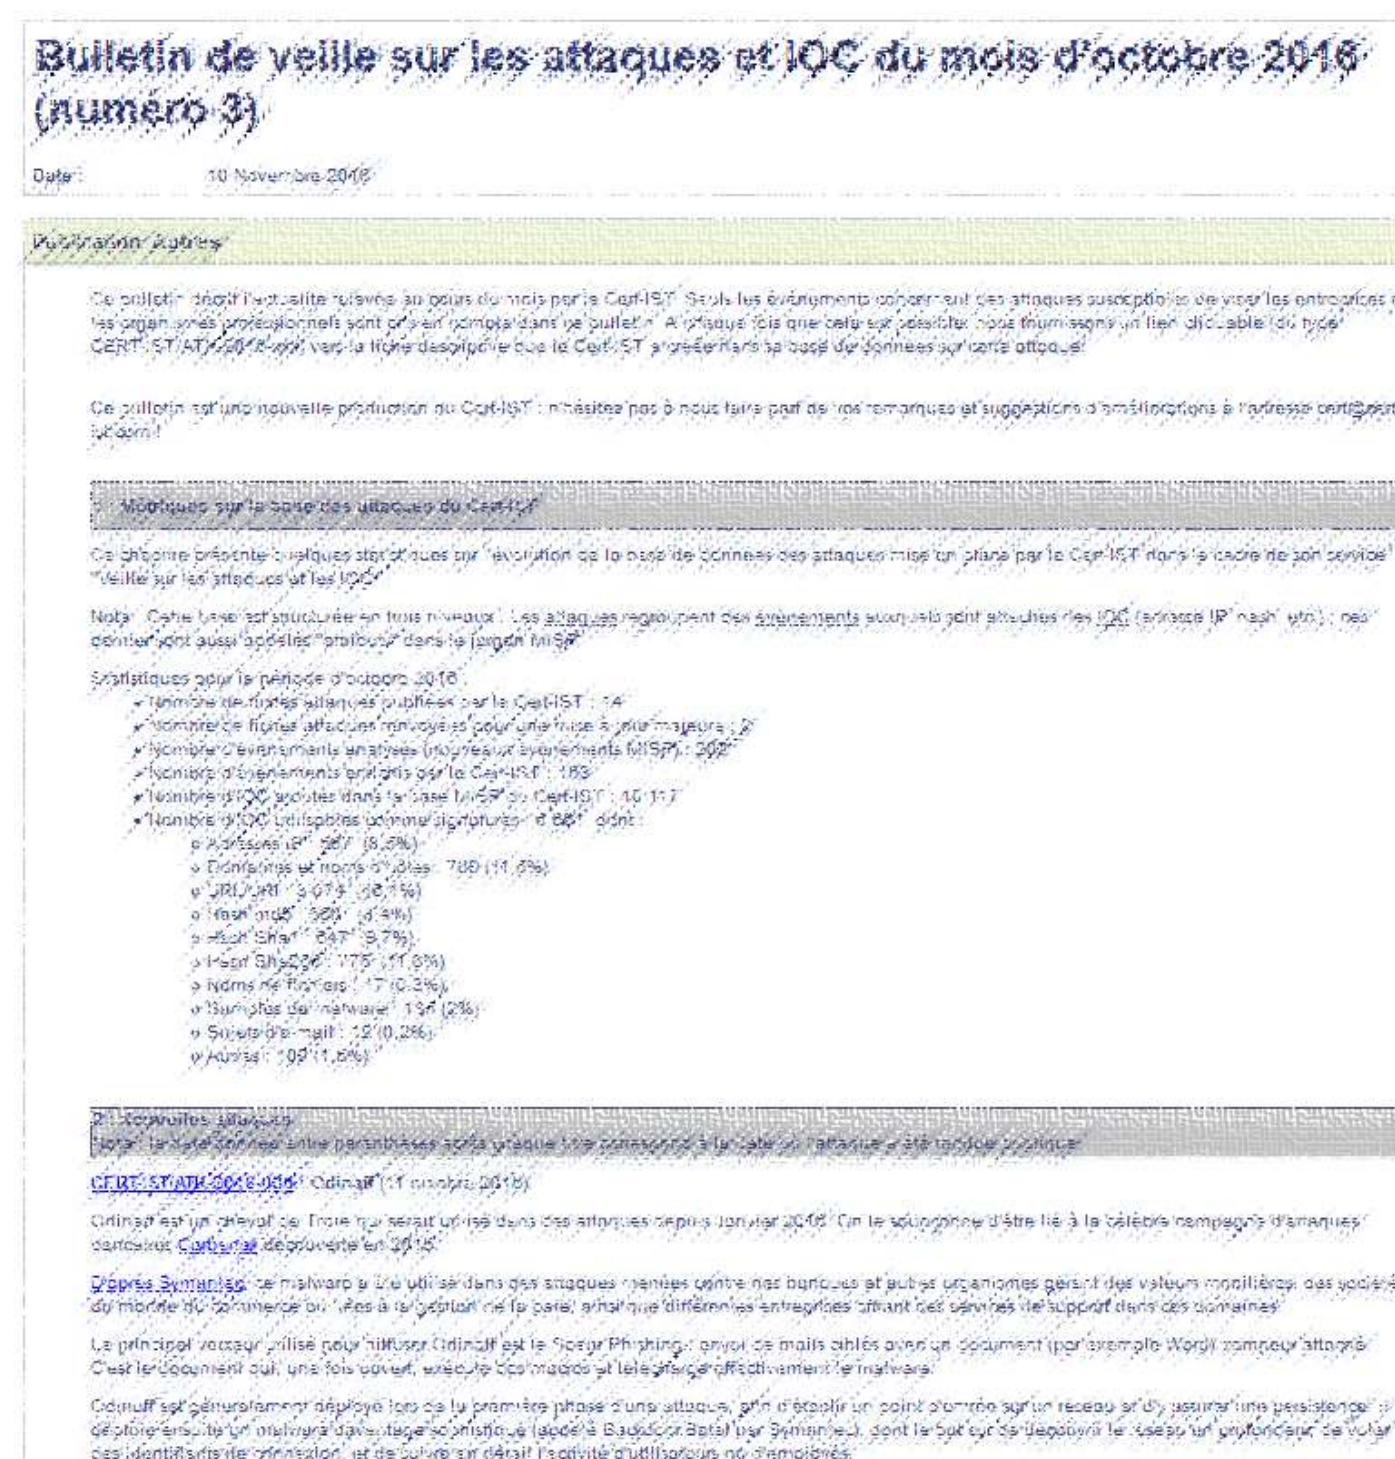 Bulletin de veille sur les attaques et IOC du mois d'octobre 2016
(numéro 3)
Date : 10 Novembre 2016
Publication: Autres
Ce bulletin décrit l'actualité relevée au cours du mois par le Cert-IST. Seuls les événements concernant des attaques susceptibles de viser les entreprises
les organismes professionnels sont pris en compte dans ce bulletin. A chaque fois que cela est possible, nous fournissons un lien cliquable (du type
vers la fiche descriptive que le Cert-IST a créée dans sa base de données sur cette attaque.
Ce bulletin est une nouvelle production du Cert-IST : n'hésitez pas à nous faire part de vos remarques et suggestions d'améliorations à l'adresse
Métriques sur la base des attaques du Cert-IST
Ce chapitre présente quelques statistiques sur l'évolution de la base de données des attaques mise en place par le Cert-IST dans le cadre de son service
"Veille sur les attaques et les IOC"
Nota : Cette base est structurée en trois niveaux : Les attaques regroupent des événements auxquels sont attachés des IOC (adresse IP, hash, etc.) ; ces
dernier sont aussi appelés "attributs" dans le jargon MISP.
Statistiques pour la période d'octobre 2016 :
Nombre de fiches attaques publiées par le Cert-IST : 14
Nombre de fiches attaques renvoyées pour une mise à jour majeure : 2
Nombre d'événements analysés (nouveaux événements MISP) : 202
Nombre d'événements enrichis par le Cert-IST : 163
Nombre d'IOC ajoutés dans la base MISP du Cert-IST :
Nombre d'IOC utilisables comme signatures : dont :
o Adresses IP : 567 (8,5%)
o Domaines et noms d'hôtes : (11,8%)
o URL/URI :
o Hash md5 :
o Hash Sha1 : 647 (9,7%)
o Hash Sha256 : 775 (11,6%)
o Noms de fichiers : 17 (0,3%)
o Samples de malware : (2%)
o Sujets d'e-mail : 12 (0,2%)
o Autres : 109 (1,6%)
2 : Nouvelles attaques
Nota : la date donnée entre parenthèses après chaque titre correspond à la date où l'attaque a été rendue publique
Odinaff (11 octobre 2016)
Odinaff est un cheval de Troie qui serait utilisé dans des attaques depuis Janvier 2016. On le soupçonne d'être lié à la célèbre campagne d'attaques
bancaires Carbanak découverte en 2015.
D'après Symantec, ce malware a été utilisé dans des attaques menées contre des banques et autres organismes gérant des valeurs monétaires, des société
du monde du commerce ou liées à la gestion de la paie, ainsi que différentes entreprises offrant des services de support dans ces domaines.
Le principal vecteur utilisé pour diffuser Odinaff est le Spear Phishing : envoi de mails ciblés avec un document (par exemple Word) trompeur attaché.
C'est le document qui, une fois ouvert, exécute des macros et télécharge effectivement le malware.
Odinaff est généralement déployé lors de la première phase d'une attaque, afin d'établir un point d'entrée sur un réseau et d'y assurer une persistence. Il
déploie ensuite un malware davantage sophistiqué (appelé Backdoor.Batel par Symantec), dont le but est de découvrir le réseau en profondeur, de voler
des identifiants de connexion, et de suivre en détail l'activité d'utilisateurs ou d'employés.